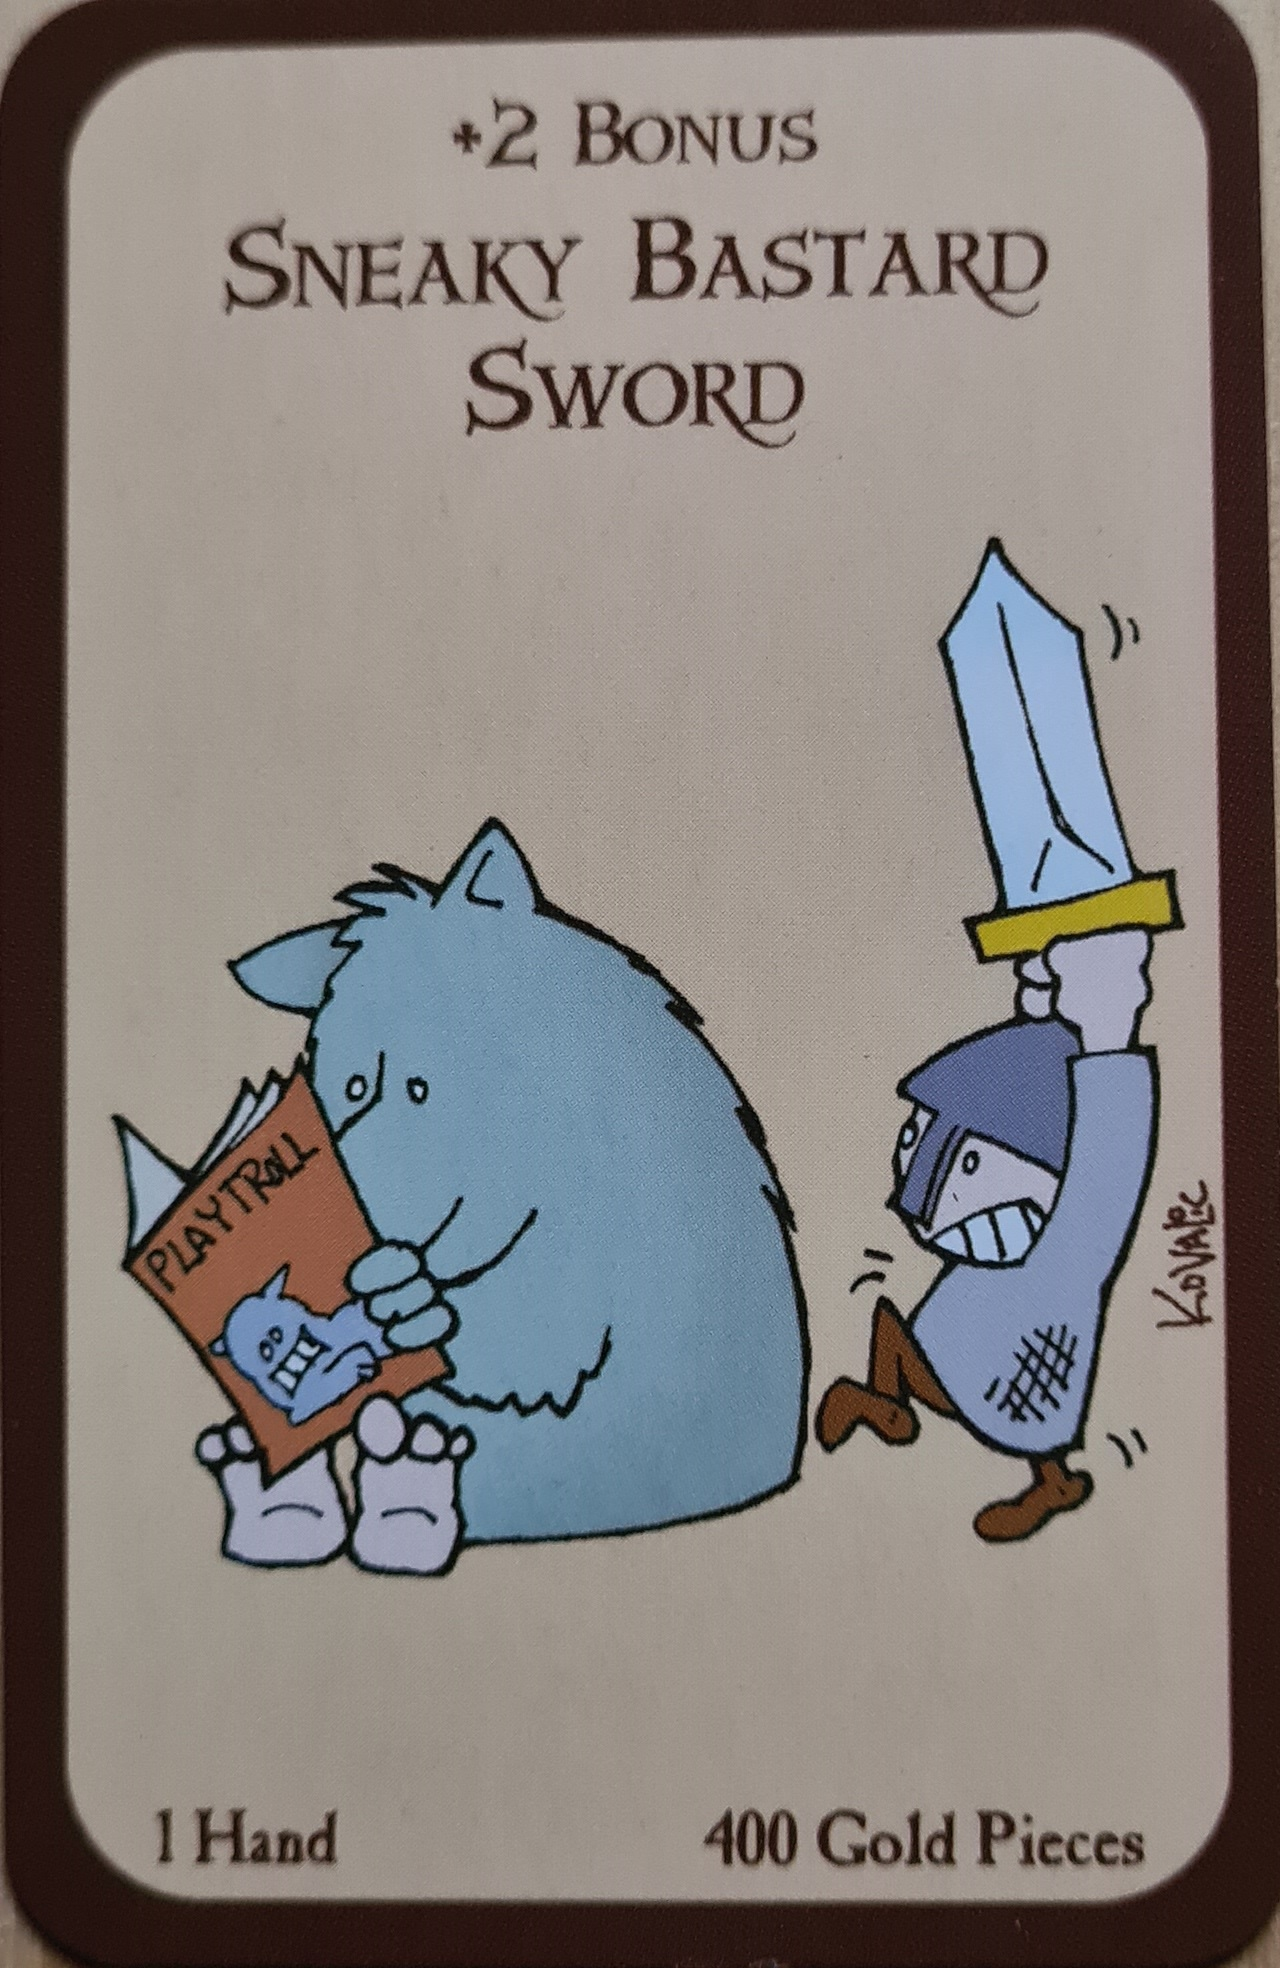 +2 Bonus
Sneaky Bastard
Sword
PLAYTROLL
KOVALIC
1 Hand
400 Gold Pieces